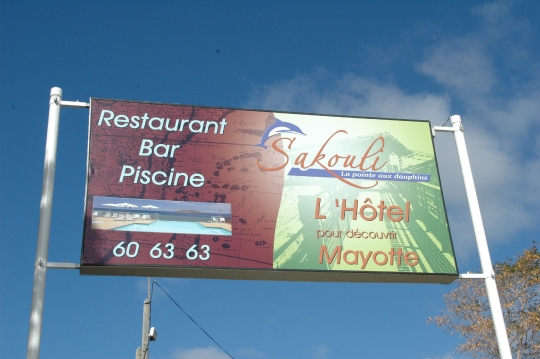 Restaurant
Bar
Piscine
60 63 63
Sakouli
La pointe aux dauphins
L'Hôtel
pour découvrir
Mayotte